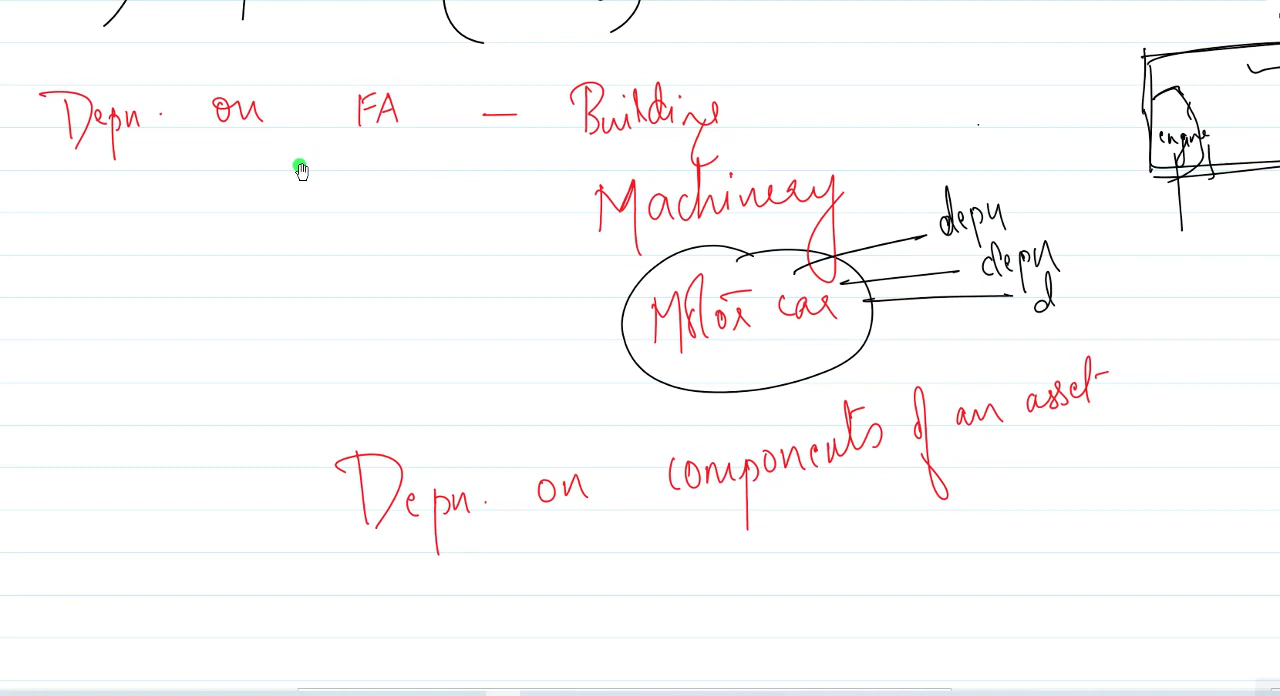 Depn. on FA – Building
engine
Machinery
depn
depn
Motor car
d
Depn. on components of an asset